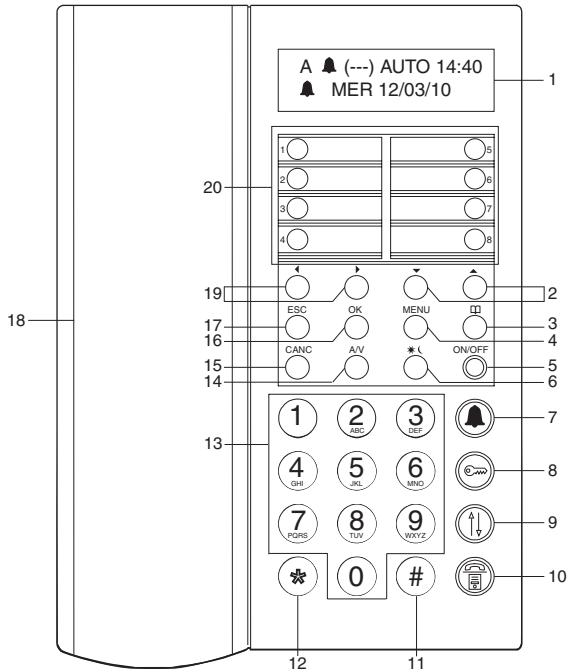 A 🔔 (---) AUTO 14:40
🔔 MER 12/03/10
1
1 5
2 6
20
3 7
4 8
19 2
ESC OK MENU
18
17 3
16 4
CANC A/V ON/OFF
15 5
14 6
1 2 ABC 3 DEF
7
13
4 GHI 5 JKL 6 MNO
8
7 PQRS 8 TUV 9 WXYZ
9
* 0 #
10
12 11